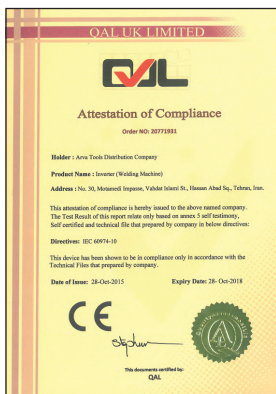 QAL UK LIMITED
QAL
Attestation of Compliance
Order NO: 20771931
Holder : Arva Tools Distribution Company
Product Name : Inverter (Welding Machine)
Address : No. 30, Motamedi Impasse, Vahdat Islami St., Hassan Abad Sq., Tehran, Iran.
This attestation of compliance is hereby issued to the above named company.
The Test Result of this report relate only based on annex 5 self testimony,
Self certified and technical file that prepared by company in below directives:
Directives: IEC 60974-10
This device has been shown to be in compliance only in accordance with the
Technical Files that prepared by company.
Date of Issue: 28-Oct-2015 Expiry Date: 28- Oct-2018
CE
Stephen
This documents certified by:
QAL